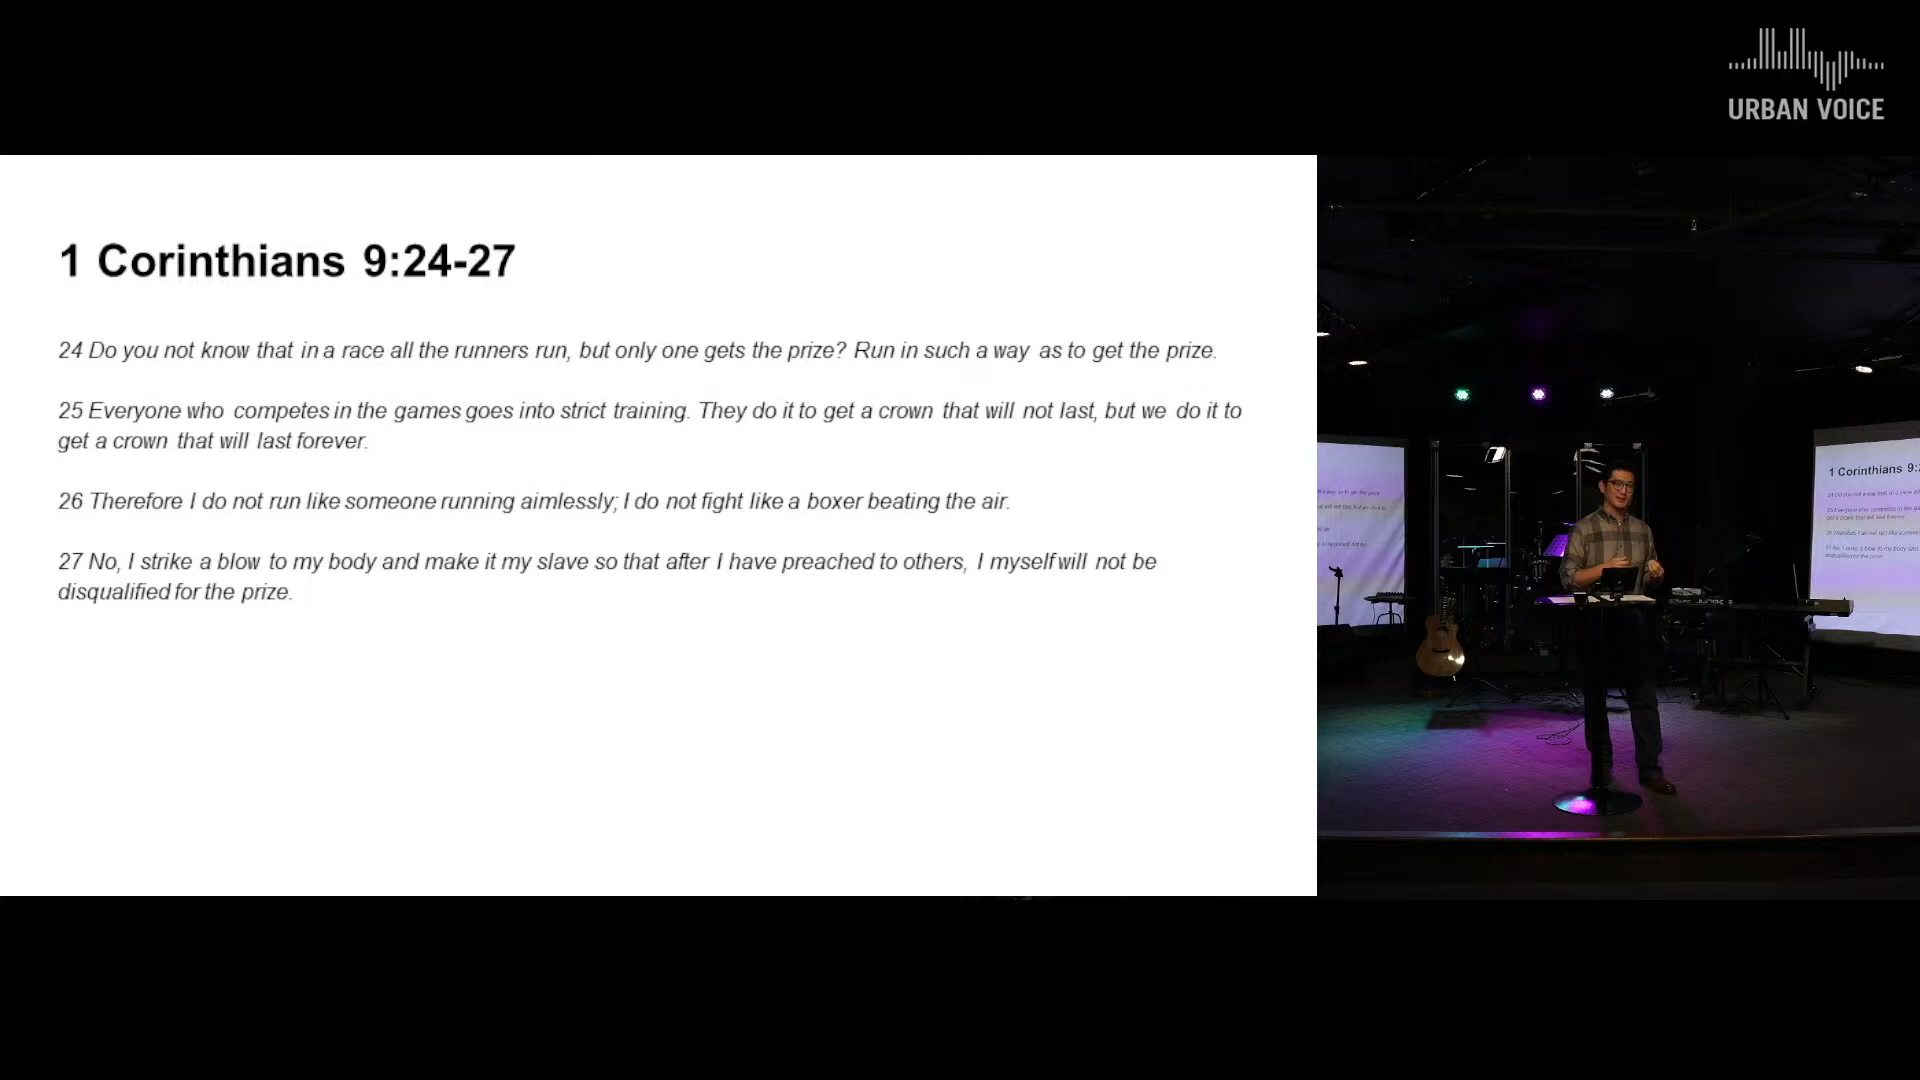 URBAN VOICE
1 Corinthians 9:24-27
24 Do you not know that in a race all the runners run, but only one gets the prize? Run in such a way as to get the prize.
25 Everyone who competes in the games goes into strict training. They do it to get a crown that will not last, but we do it to
get a crown that will last forever.
26 Therefore I do not run like someone running aimlessly; I do not fight like a boxer beating the air.
27 No, I strike a blow to my body and make it my slave so that after I have preached to others, I myself will not be
disqualified for the prize.
1 Corinthians 9:2